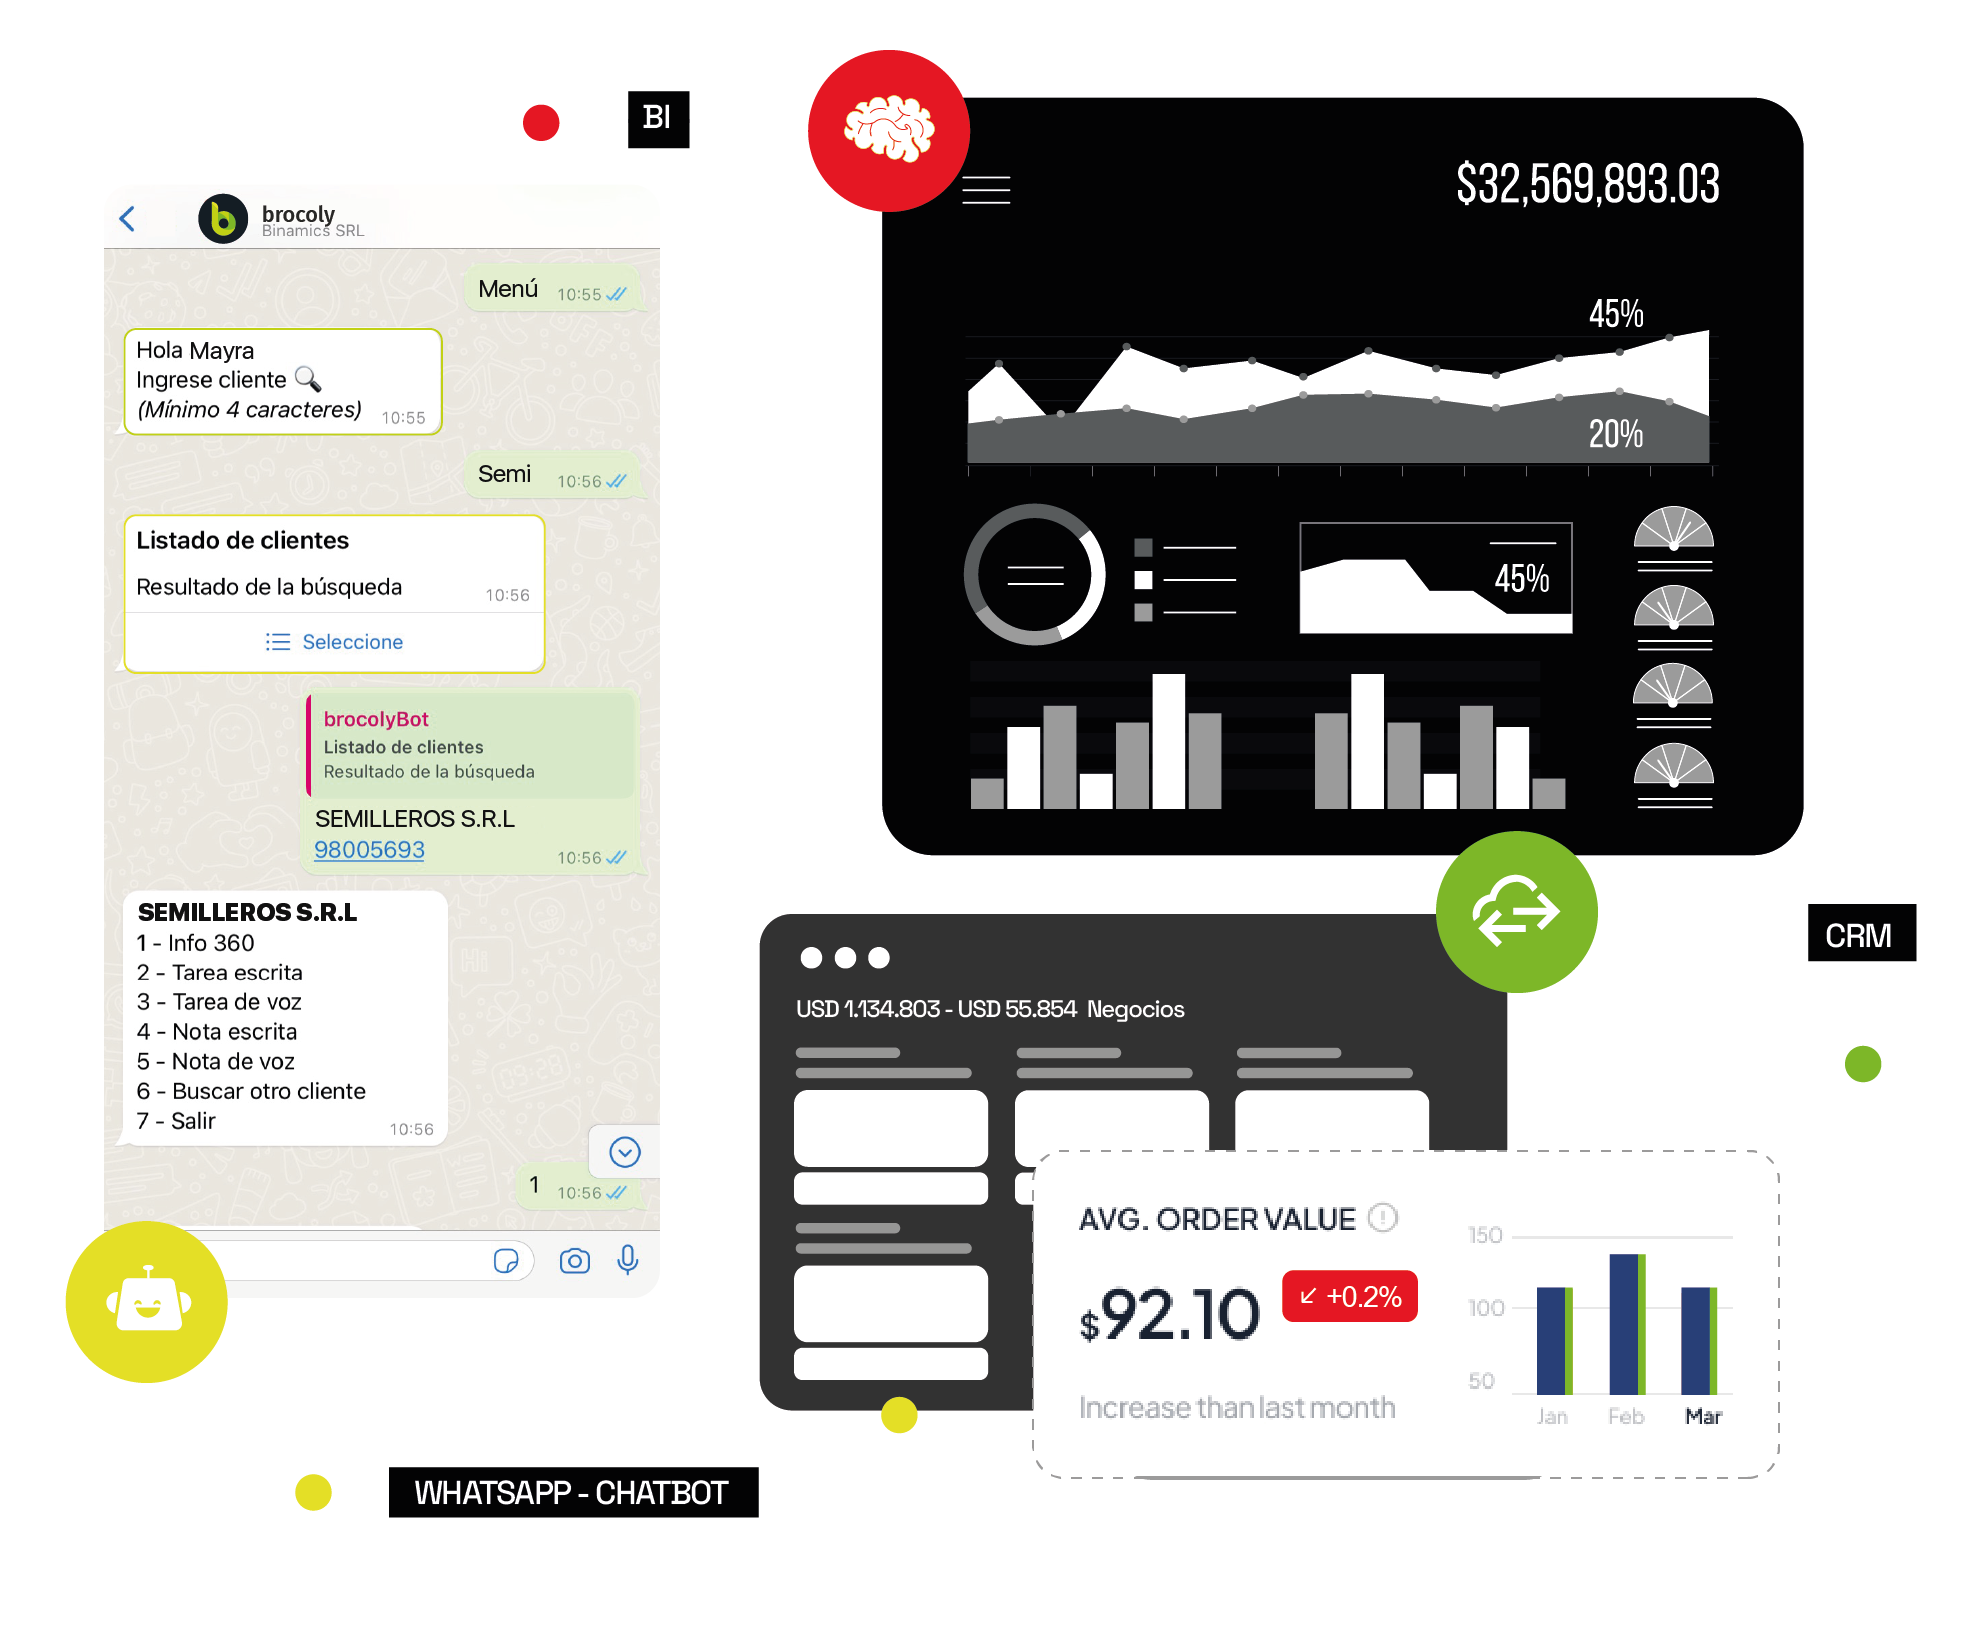 BI
brocoly
Binamics SRL
Menú 10:55
Hola Mayra
Ingrese cliente 🔍
(Mínimo 4 caracteres) 10:55
Semi 10:56
Listado de clientes
Resultado de la búsqueda 10:56
Seleccione
brocolyBot
Listado de clientes
Resultado de la búsqueda
SEMILLEROS S.R.L
98005693 10:56
SEMILLEROS S.R.L
1 - Info 360
2 - Tarea escrita
3 - Tarea de voz
4 - Nota escrita
5 - Nota de voz
6 - Buscar otro cliente
7 - Salir 10:56
1 10:56
WHATSAPP - CHATBOT
$32,569,893.03
45%
20%
45%
CRM
USD 1.134.803 - USD 55.854 Negocios
AVG. ORDER VALUE
$92.10 +0.2%
Increase than last month
150
100
50
Jan Feb Mar